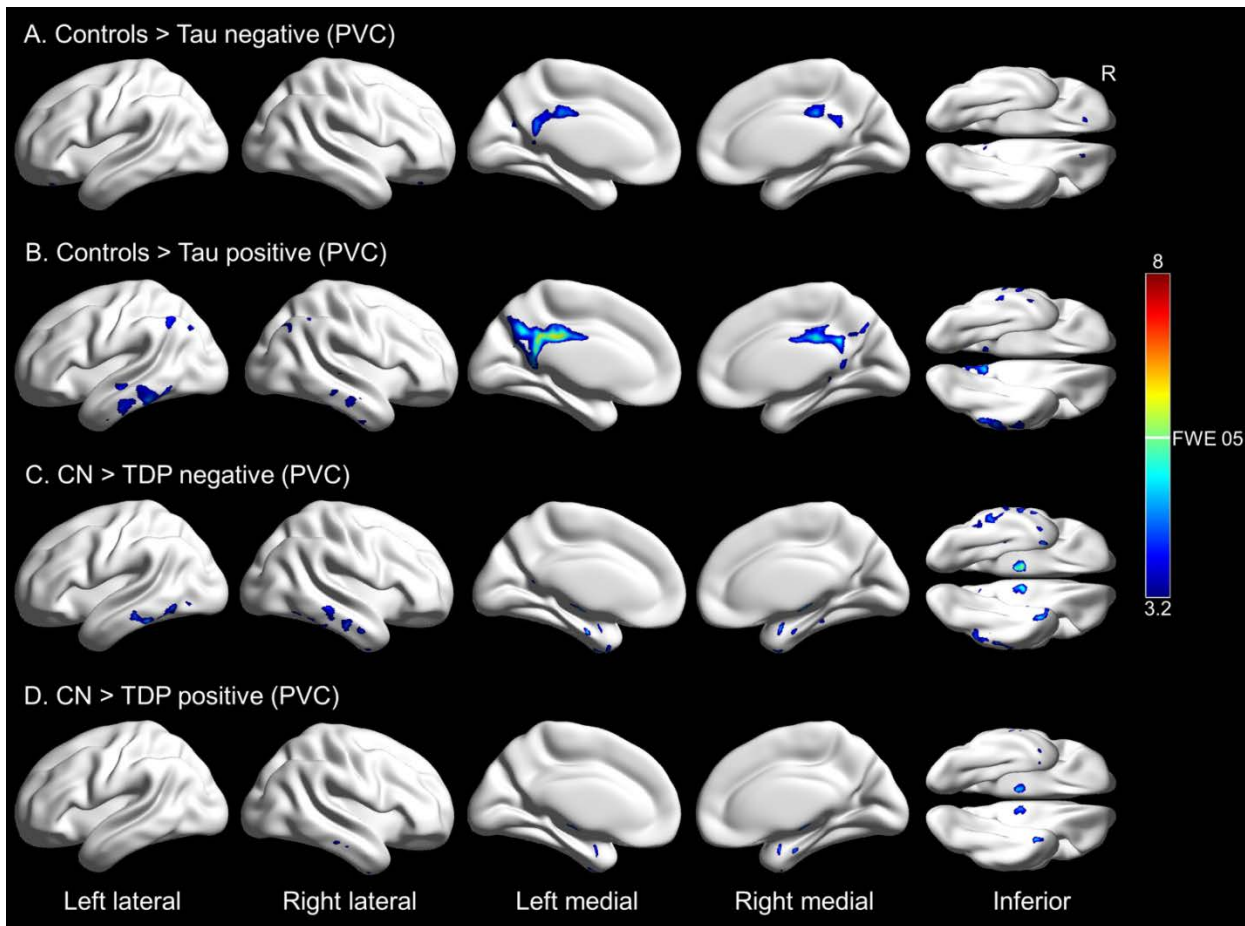 A. Controls > Tau negative (PVC)
R
B. Controls > Tau positive (PVC)
8
FWE 05
3.2
C. CN > TDP negative (PVC)
D. CN > TDP positive (PVC)
Left lateral
Right lateral
Left medial
Right medial
Inferior